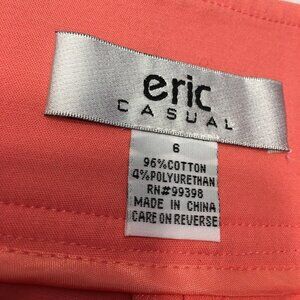 eric
CASUAL
6
96%COTTON
4%POLYURETHAN
RN#99398
MADE IN CHINA
CARE ON REVERSE